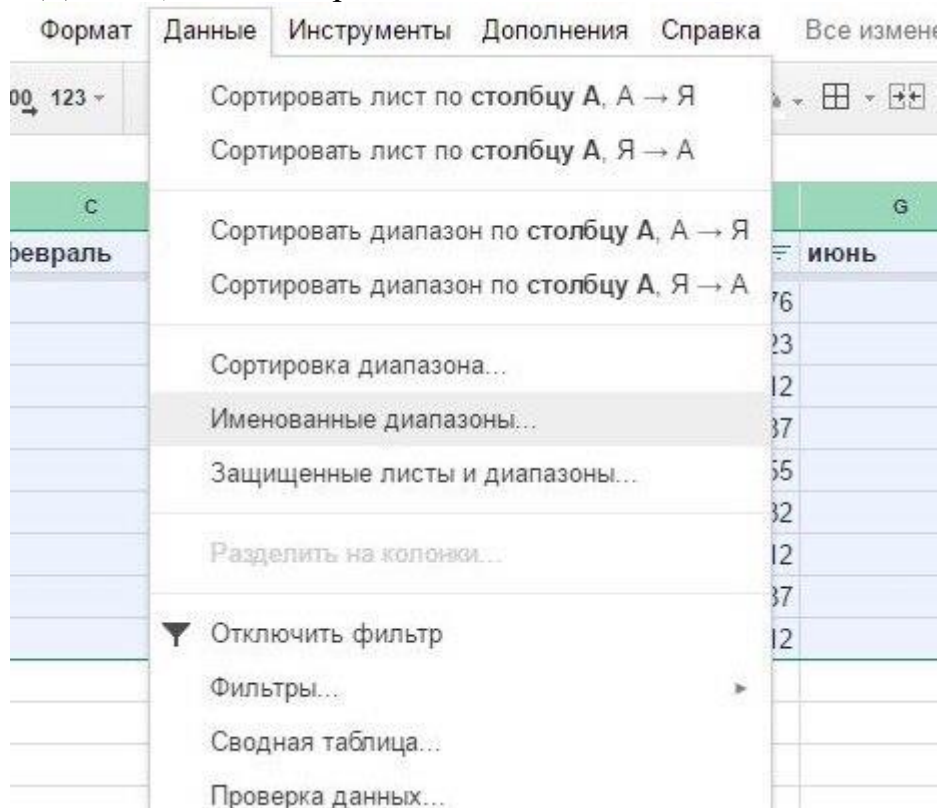 Формат Данные Инструменты Дополнения Справка Все измене
123
Сортировать лист по столбцу A, А → Я
Сортировать лист по столбцу A, Я → А
C G
Сортировать диапазон по столбцу A, А → Я
февраль июнь
Сортировать диапазон по столбцу A, Я → А
76
23
Сортировка диапазона...
12
Именованные диапазоны...
37
Защищенные листы и диапазоны...
55
32
Разделить на колонки...
12
37
Отключить фильтр
12
Фильтры...
Сводная таблица...
Проверка данных...